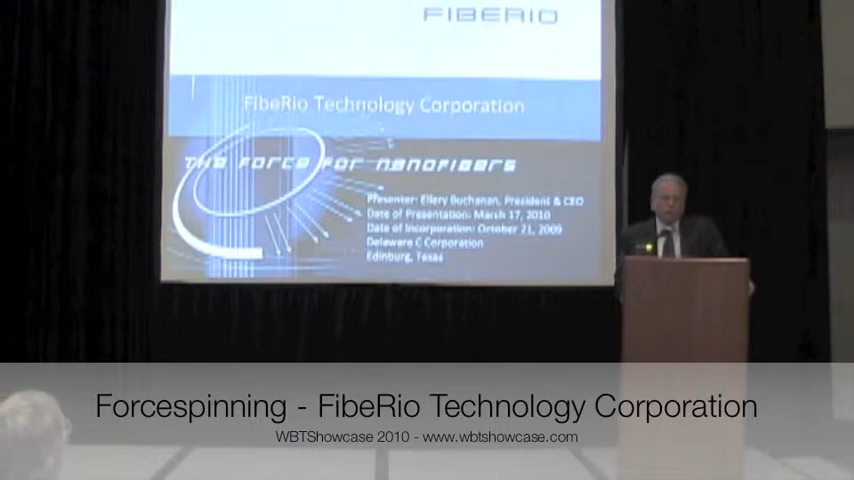 FIBERIO
FibeRio Technology Corporation
THE FORCE FOR NANOFIBERS
Presenter: Ellery Buchanan, President & CEO
Date of Presentation: March 17, 2010
Date of Incorporation: October 21, 2009
Delaware C Corporation
Edinburg, Texas
Forcespinning - FibeRio Technology Corporation
WBTShowcase 2010 - www.wbtshowcase.com